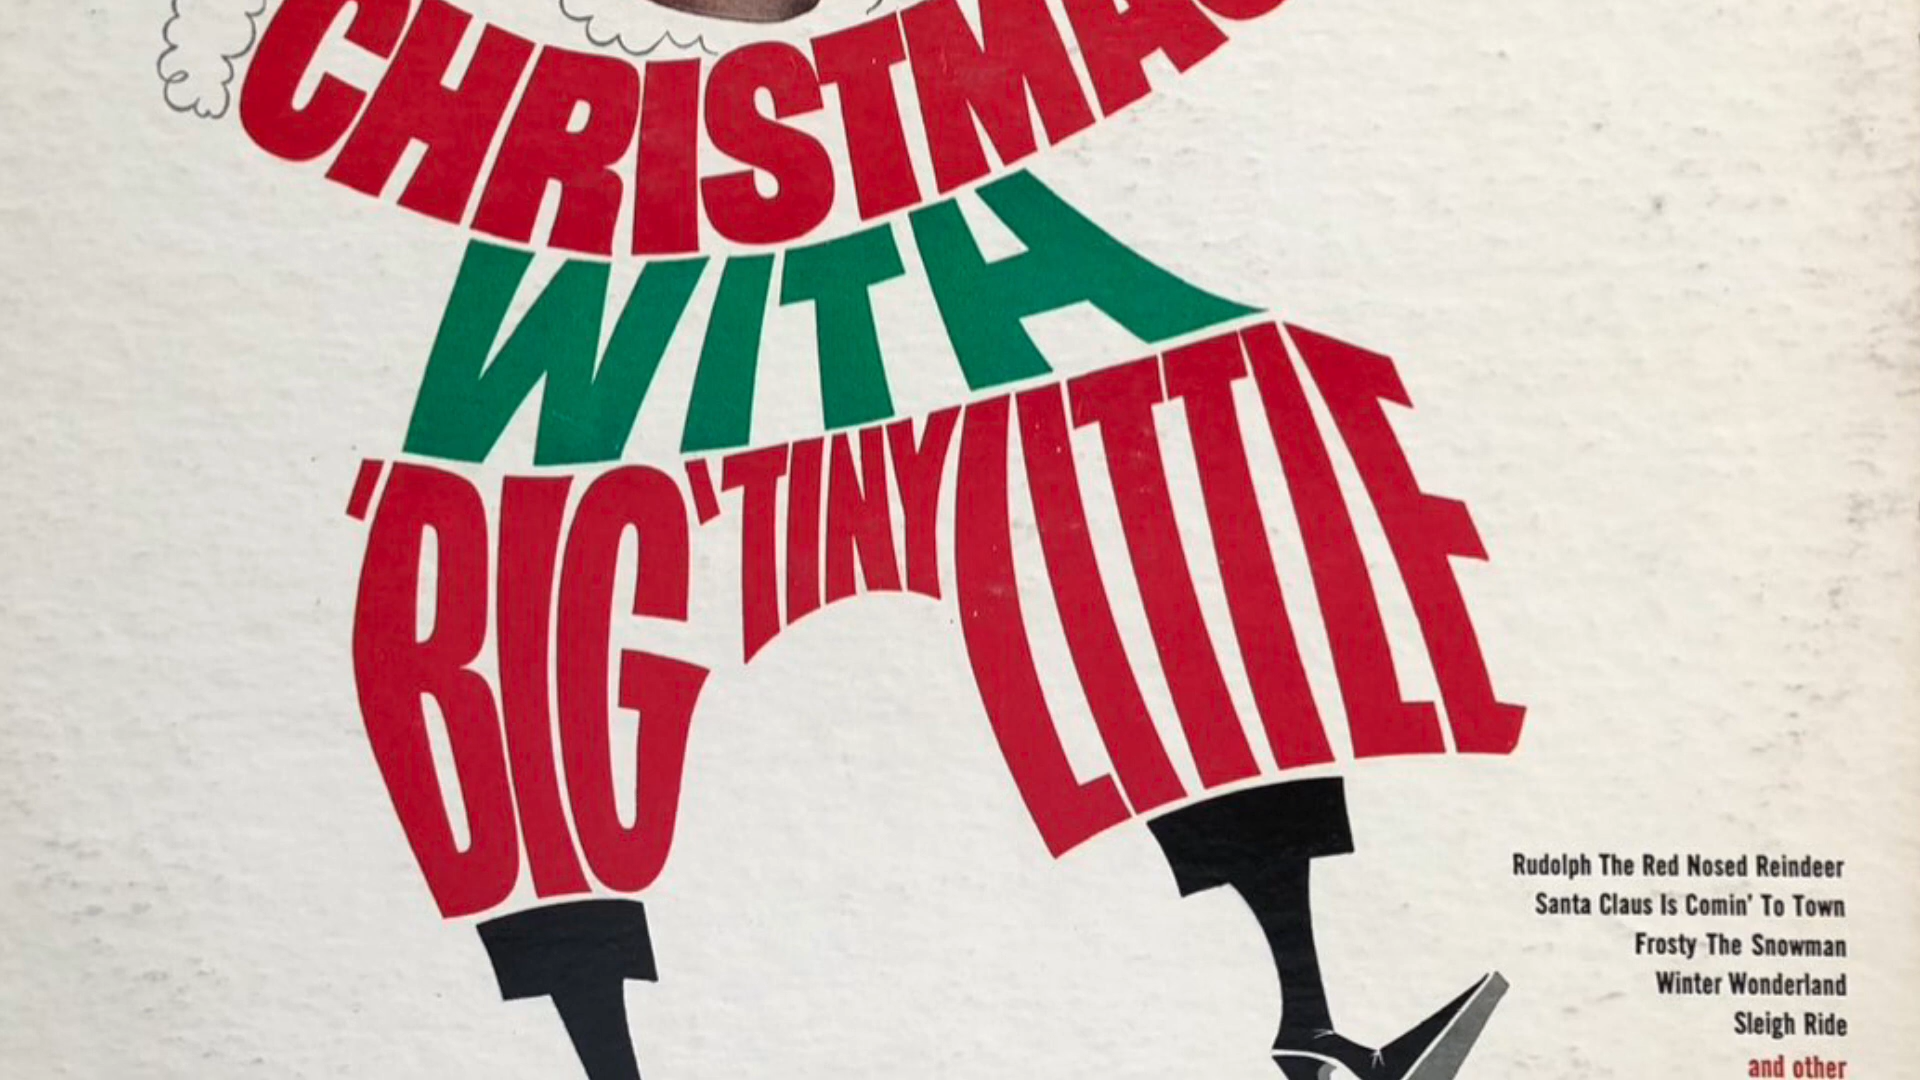 CHRISTMAS
WITH
'BIG' TINY LITTLE
Rudolph The Red Nosed Reindeer
Santa Claus Is Comin' To Town
Frosty The Snowman
Winter Wonderland
Sleigh Ride
and other